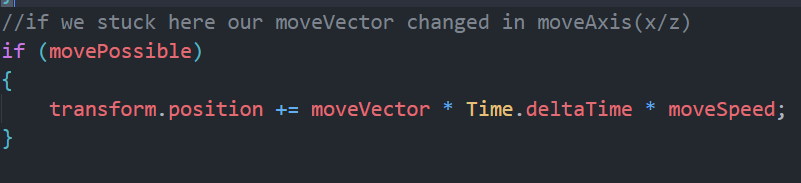 //if we stuck here our moveVector changed in moveAxis(x/z)
if (movePossible)
{
    transform.position += moveVector * Time.deltaTime * moveSpeed;
}